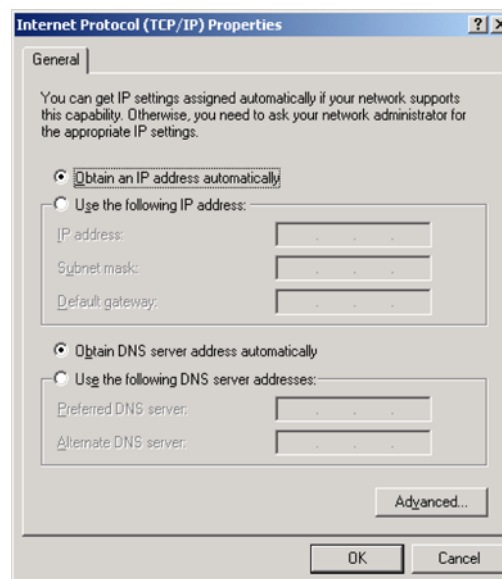 Internet Protocol (TCP/IP) Properties
General
You can get IP settings assigned automatically if your network supports
this capability. Otherwise, you need to ask your network administrator for
the appropriate IP settings.
Obtain an IP address automatically
Use the following IP address:
IP address:
Subnet mask:
Default gateway:
Obtain DNS server address automatically
Use the following DNS server addresses:
Preferred DNS server:
Alternate DNS server:
Advanced...
OK
Cancel